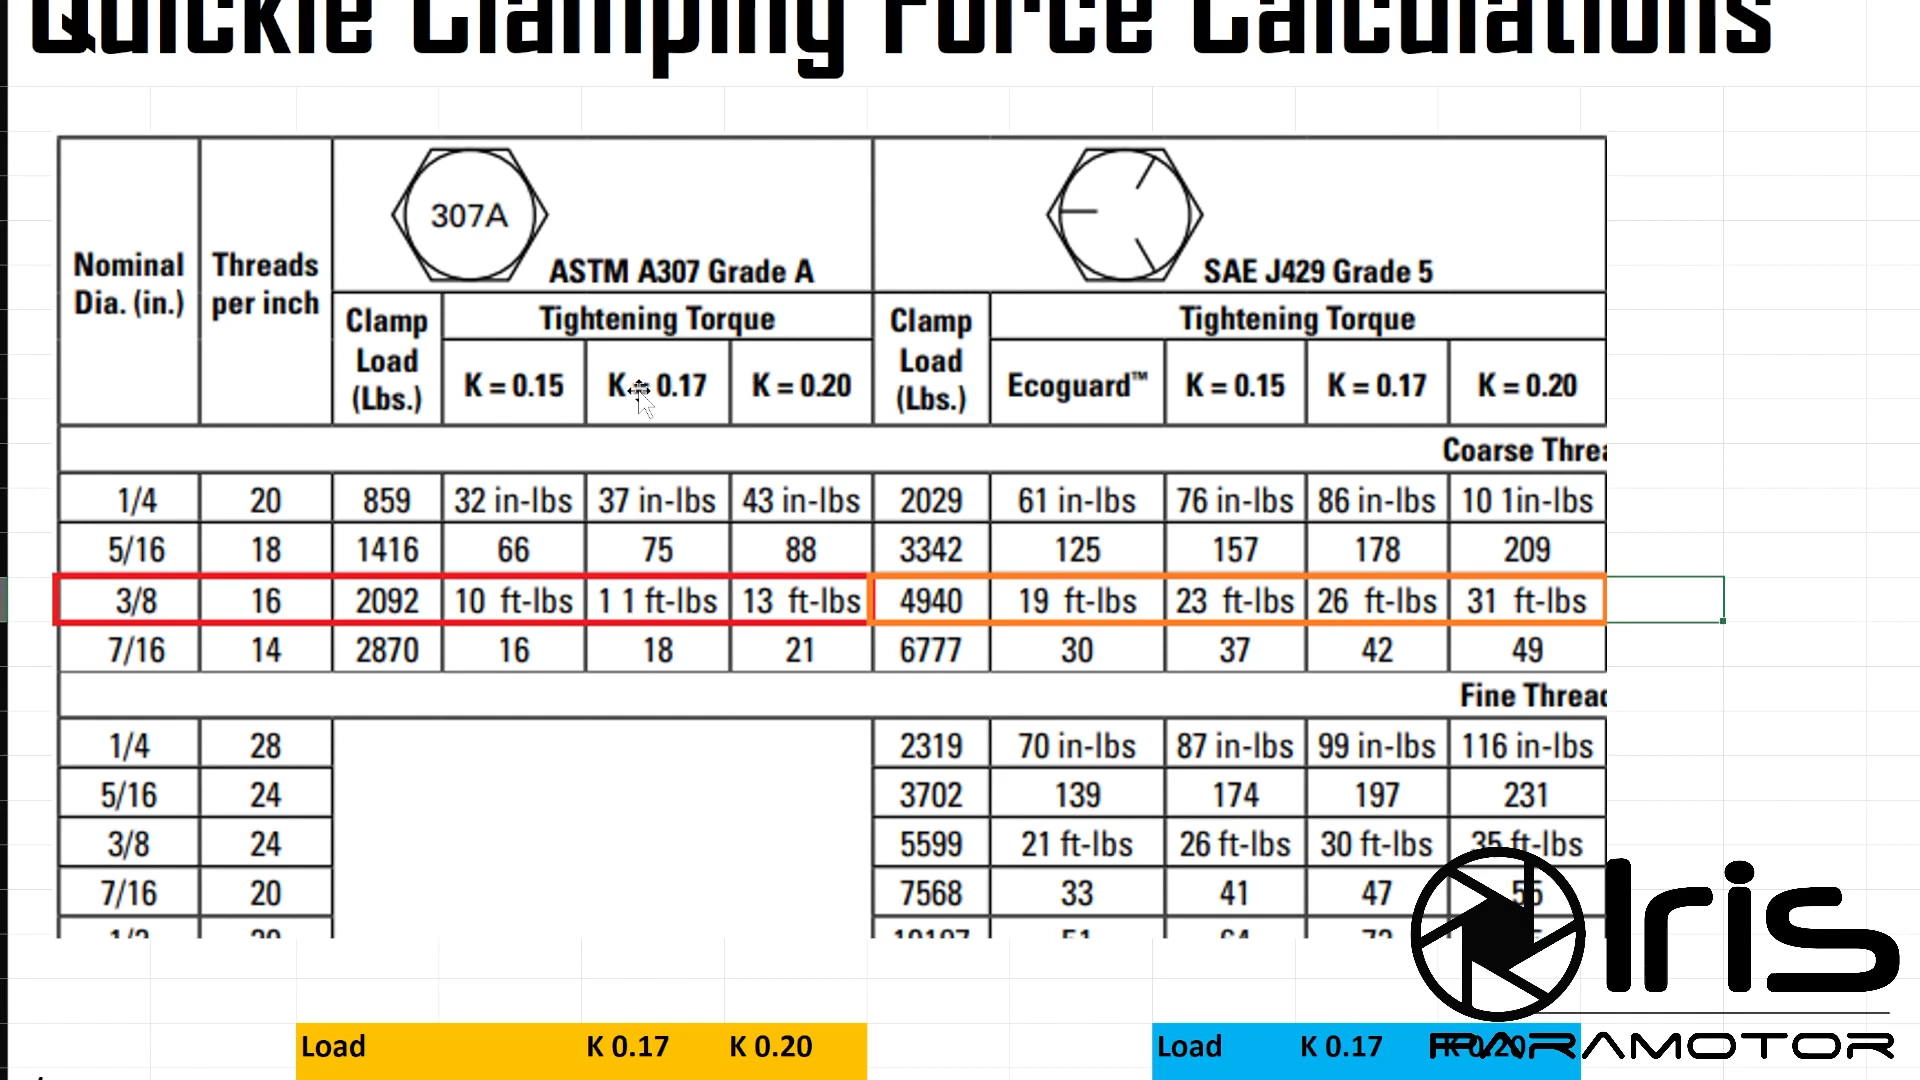 Quickie Clamping Force Calculations
307A
ASTM A307 Grade A
SAE J429 Grade 5
Nominal Dia. (in.)
Threads per inch
Clamp Load (Lbs.)
Tightening Torque
Clamp Load (Lbs.)
Tightening Torque
K = 0.15 K = 0.17 K = 0.20 Ecoguard™ K = 0.15 K = 0.17 K = 0.20
Coarse Threa
1/4 20 859 32 in-lbs 37 in-lbs 43 in-lbs 2029 61 in-lbs 76 in-lbs 86 in-lbs 10 1in-lbs
5/16 18 1416 66 75 88 3342 125 157 178 209
3/8 16 2092 10 ft-lbs 1 1 ft-lbs 13 ft-lbs 4940 19 ft-lbs 23 ft-lbs 26 ft-lbs 31 ft-lbs
7/16 14 2870 16 18 21 6777 30 37 42 49
Fine Thread
1/4 28 2319 70 in-lbs 87 in-lbs 99 in-lbs 116 in-lbs
5/16 24 3702 139 174 197 231
3/8 24 5599 21 ft-lbs 26 ft-lbs 30 ft-lbs 35 ft-lbs
7/16 20 7568 33 41 47 55
Load K 0.17 K 0.20
Load K 0.17 K 0.20
Iris
PARAMOTOR